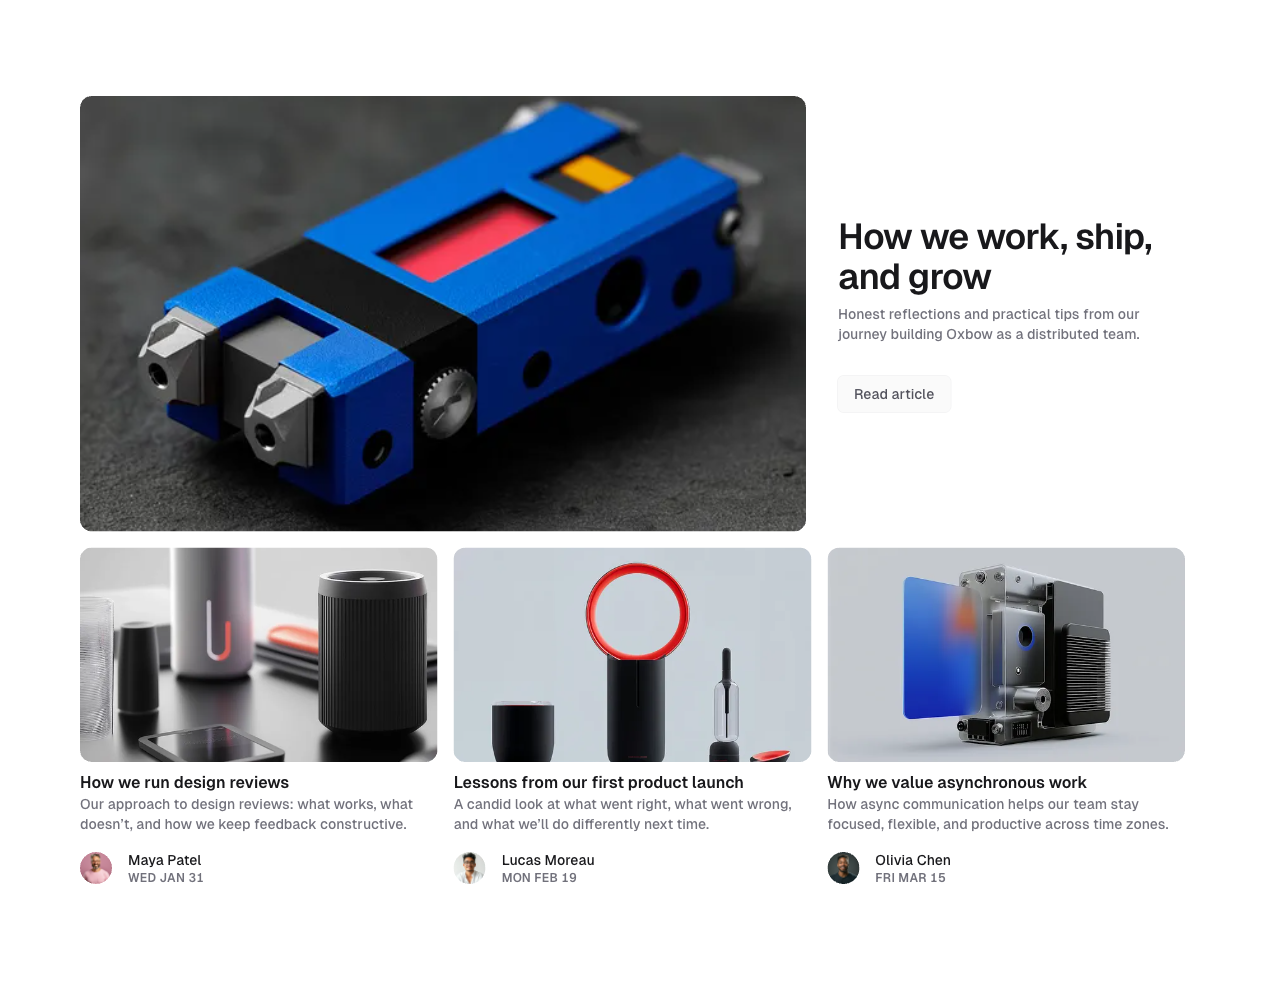 How we work, ship,
and grow
Honest reflections and practical tips from our
journey building Oxbow as a distributed team.
Read article
How we run design reviews
Our approach to design reviews: what works, what
doesn’t, and how we keep feedback constructive.
Maya Patel
WED JAN 31
Lessons from our first product launch
A candid look at what went right, what went wrong,
and what we’ll do differently next time.
Lucas Moreau
MON FEB 19
Why we value asynchronous work
How async communication helps our team stay
focused, flexible, and productive across time zones.
Olivia Chen
FRI MAR 15